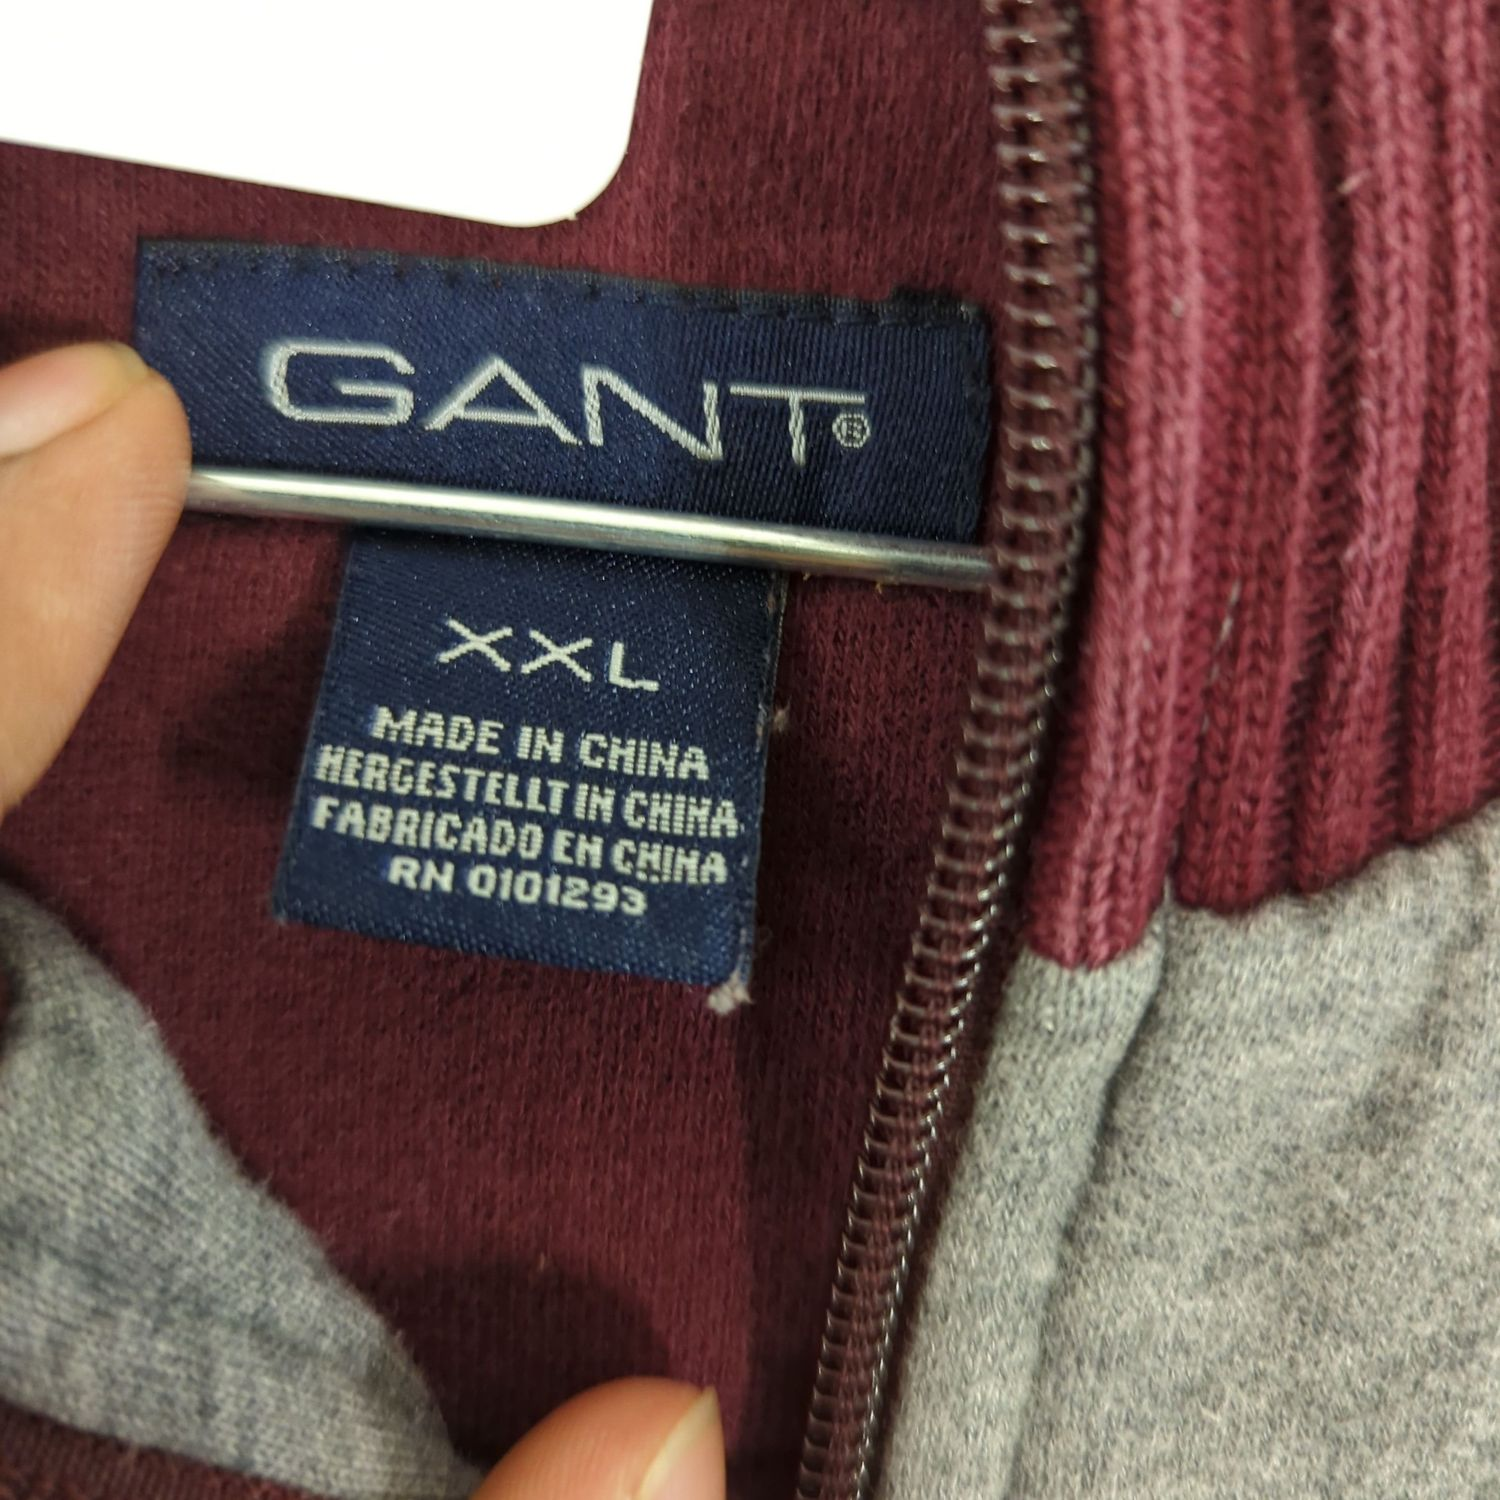 GANT®
XXL
MADE IN CHINA
HERGESTELLT IN CHINA
FABRICADO EN CHINA
RN 0101293